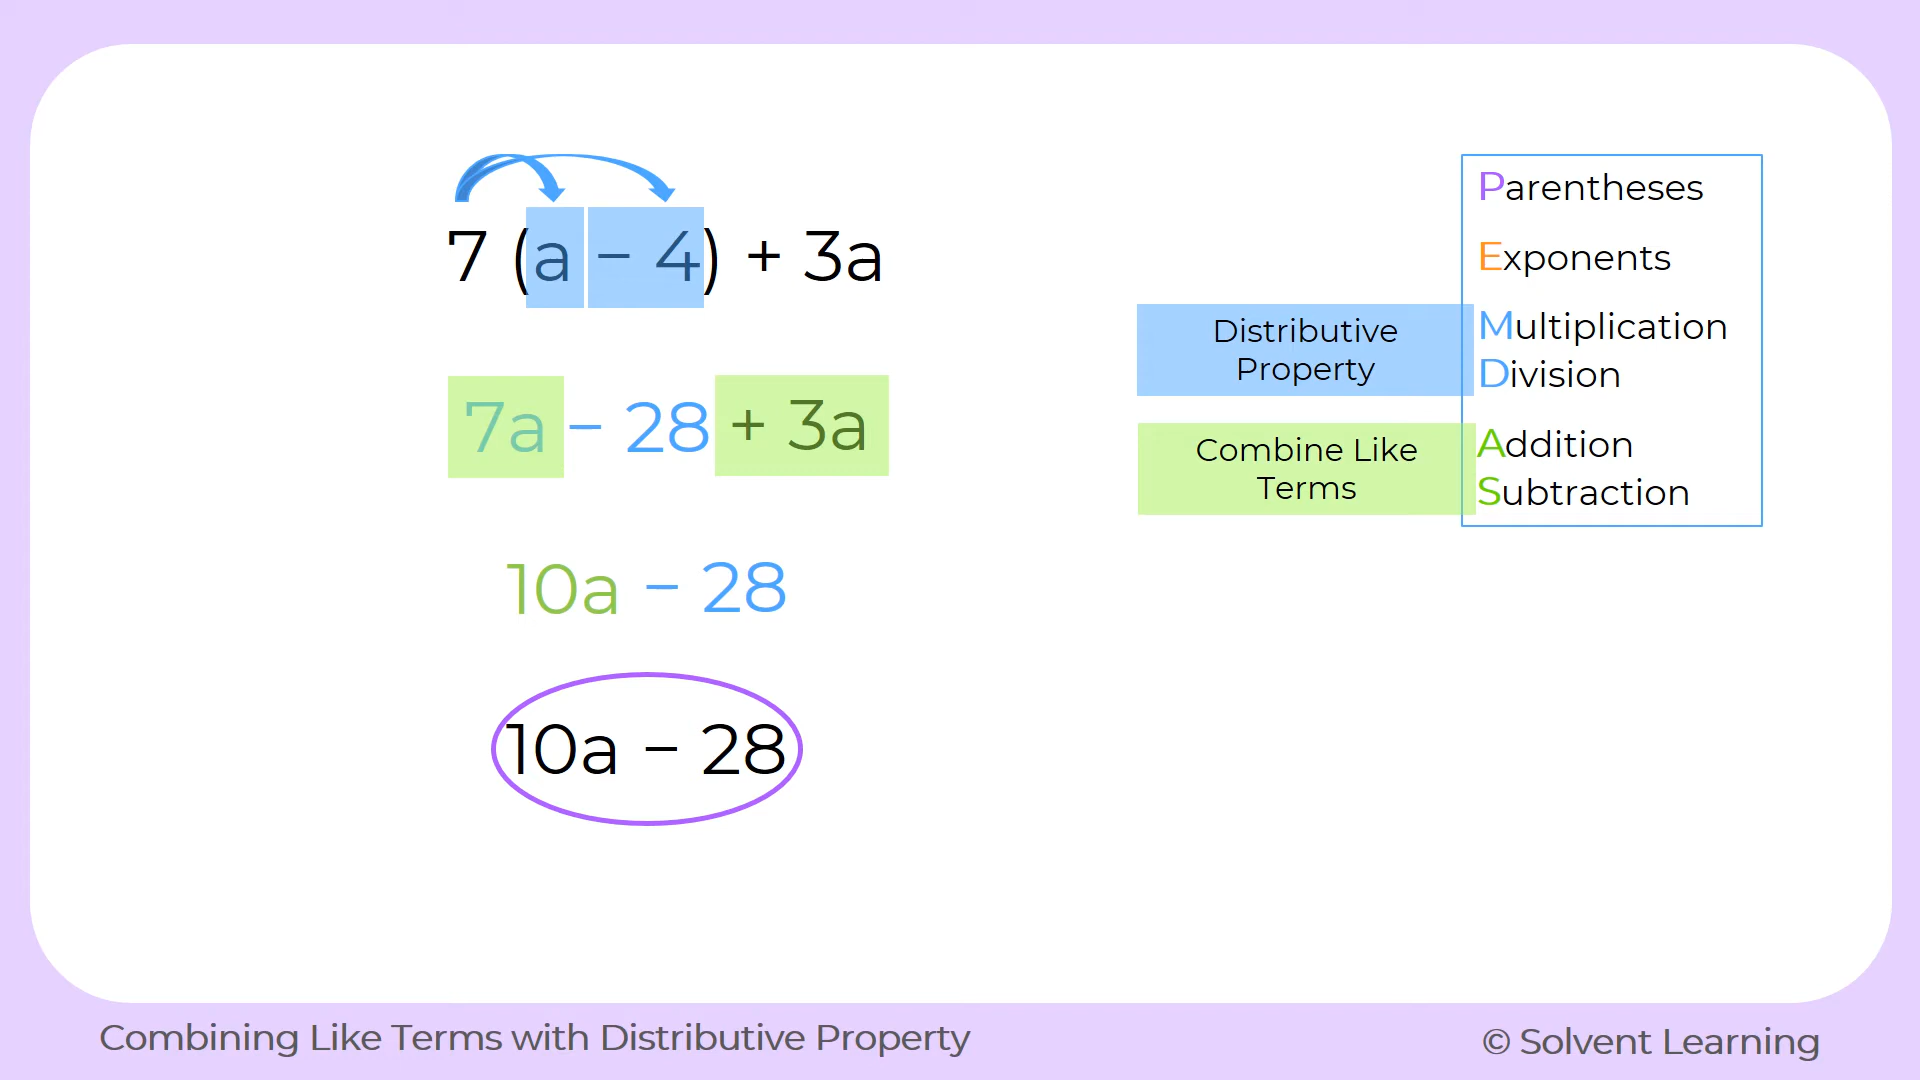 7 (a − 4) + 3a
7a − 28 + 3a
10a − 28
10a − 28
Parentheses
Exponents
Distributive
Property
Multiplication
Division
Combine Like
Terms
Addition
Subtraction
Combining Like Terms with Distributive Property
© Solvent Learning